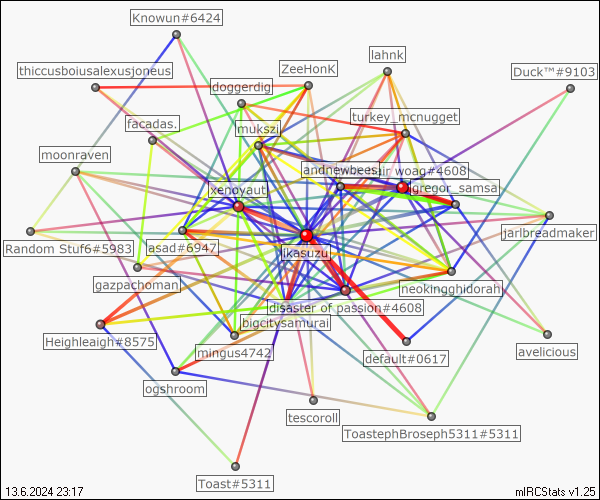 Knowun#6424
lahnk
thiccusboiusalexusjoneus
ZeeHonK
Duck™#9103
doggerdig
turkey_mcnugget
facadas.
mukszi
moonraven
andnewbees
air woag#4608
xenoyaut
gregor_samsa
jarlbreadmaker
Random Stuf6#5983
asad#6947
ikasuzu
gazpachoman
neokingghidorah
disaster of passion#4608
bigcitysamurai
Heighleaigh#8575
mingus4742
default#0617
avelicious
ogshroom
tescoroll
ToastephBroseph5311#5311
Toast#5311
13.6.2024 23:17
mIRCStats v1.25